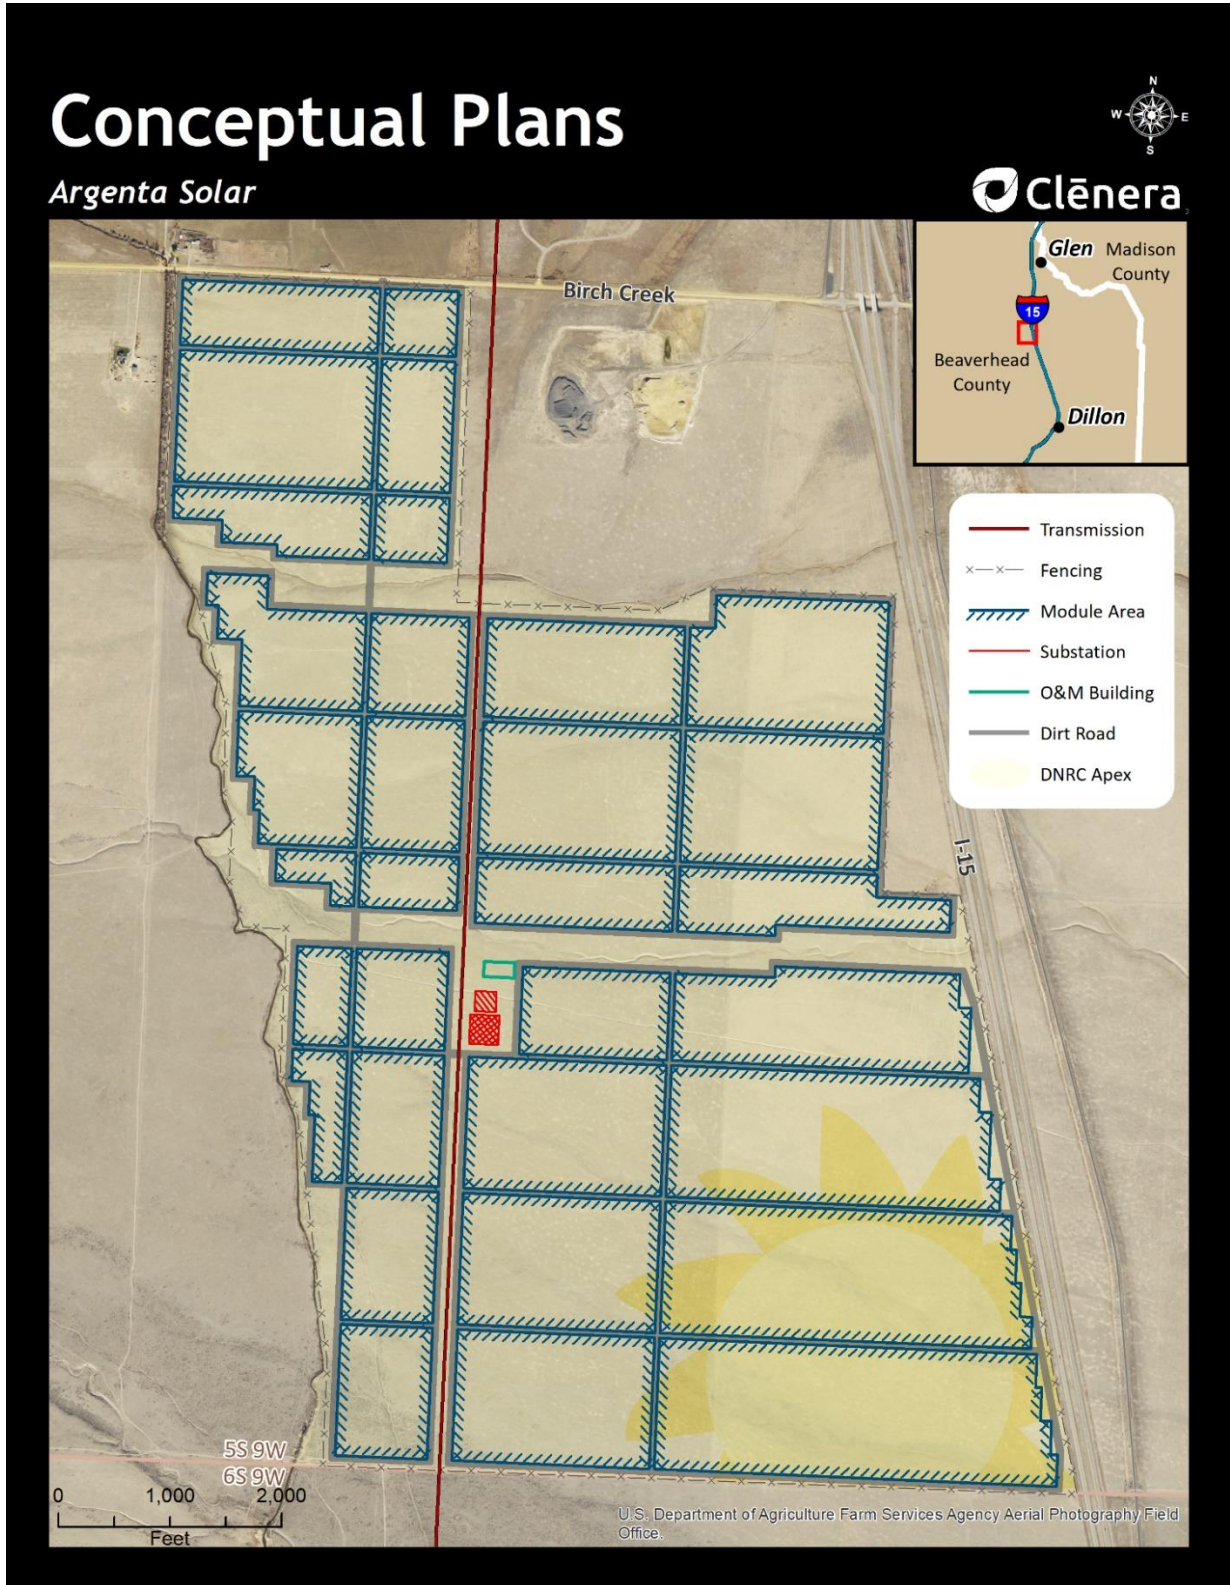 Conceptual Plans
Argenta Solar
N
W
E
S
Clēnera
Birch Creek
Glen
Madison
County
15
Beaverhead
County
Dillon
Transmission
Fencing
Module Area
Substation
O&M Building
Dirt Road
DNRC Apex
I-15
5S 9W
6S 9W
0 1,000 2,000
Feet
U.S. Department of Agriculture Farm Services Agency Aerial Photography Field
Office.